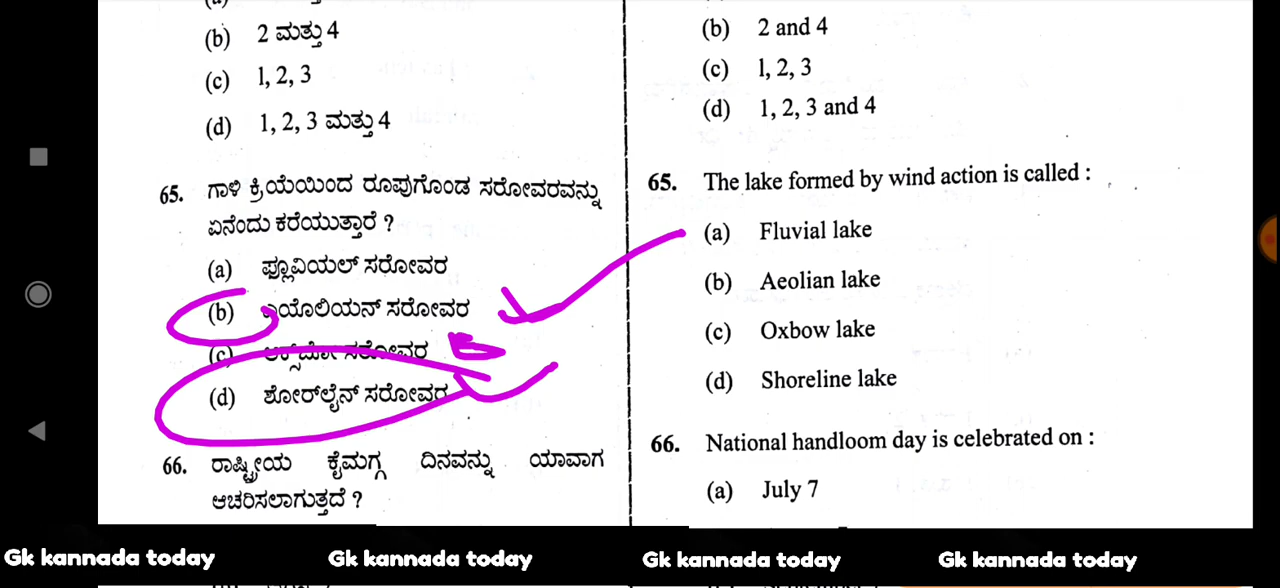 (b) 2 ಮತ್ತು 4
(c) 1, 2, 3
(d) 1, 2, 3 ಮತ್ತು 4
65. ಗಾಳಿ ಕ್ರಿಯೆಯಿಂದ ರೂಪುಗೊಂಡ ಸರೋವರವನ್ನು
ಏನೆಂದು ಕರೆಯುತ್ತಾರೆ ?
(a) ಫ್ಲೂವಿಯಲ್ ಸರೋವರ
(b) ಏಯೊಲಿಯನ್ ಸರೋವರ
(c) ಆಕ್ಸ್‌ಬೋ ಸರೋವರ
(d) ಶೋರ್‌ಲೈನ್ ಸರೋವರ
66. ರಾಷ್ಟ್ರೀಯ ಕೈಮಗ್ಗ ದಿನವನ್ನು ಯಾವಾಗ
ಆಚರಿಸಲಾಗುತ್ತದೆ ?
(b) 2 and 4
(c) 1, 2, 3
(d) 1, 2, 3 and 4
65. The lake formed by wind action is called :
(a) Fluvial lake
(b) Aeolian lake
(c) Oxbow lake
(d) Shoreline lake
66. National handloom day is celebrated on :
(a) July 7
Gk kannada today Gk kannada today Gk kannada today Gk kannada today